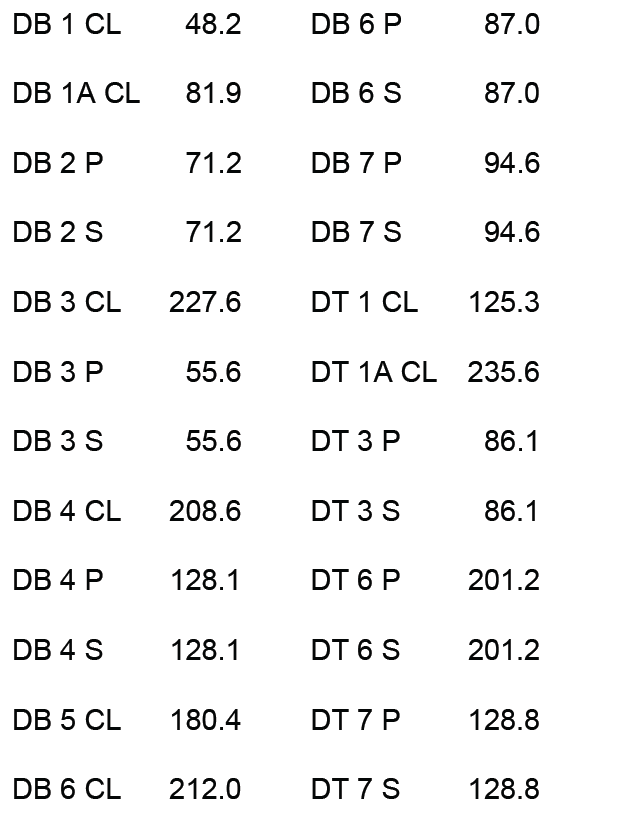 DB 1 CL 48.2 DB 6 P 87.0
DB 1A CL 81.9 DB 6 S 87.0
DB 2 P 71.2 DB 7 P 94.6
DB 2 S 71.2 DB 7 S 94.6
DB 3 CL 227.6 DT 1 CL 125.3
DB 3 P 55.6 DT 1A CL 235.6
DB 3 S 55.6 DT 3 P 86.1
DB 4 CL 208.6 DT 3 S 86.1
DB 4 P 128.1 DT 6 P 201.2
DB 4 S 128.1 DT 6 S 201.2
DB 5 CL 180.4 DT 7 P 128.8
DB 6 CL 212.0 DT 7 S 128.8